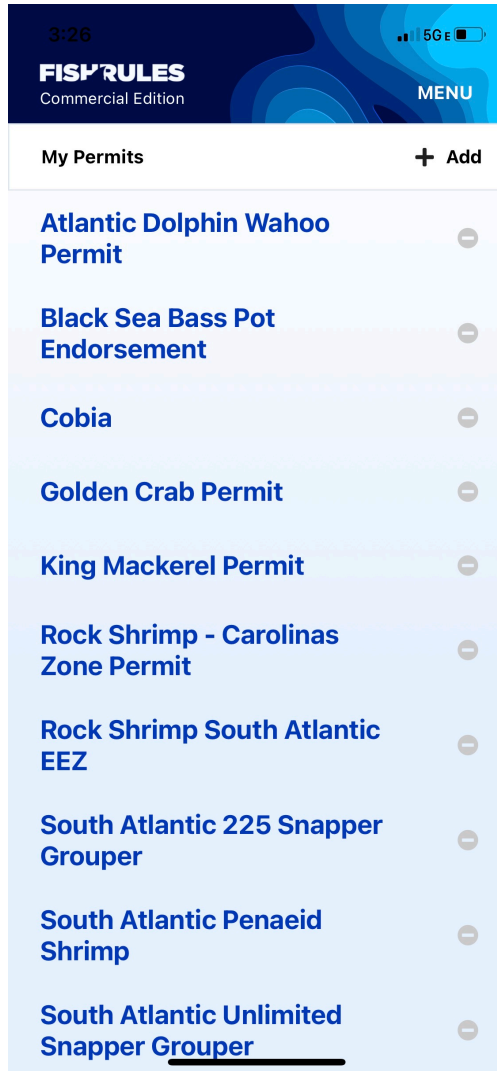 3:26
5G E
FISHRULES
Commercial Edition
MENU
My Permits
+ Add
Atlantic Dolphin Wahoo
Permit
Black Sea Bass Pot
Endorsement
Cobia
Golden Crab Permit
King Mackerel Permit
Rock Shrimp - Carolinas
Zone Permit
Rock Shrimp South Atlantic
EEZ
South Atlantic 225 Snapper
Grouper
South Atlantic Penaeid
Shrimp
South Atlantic Unlimited
Snapper Grouper